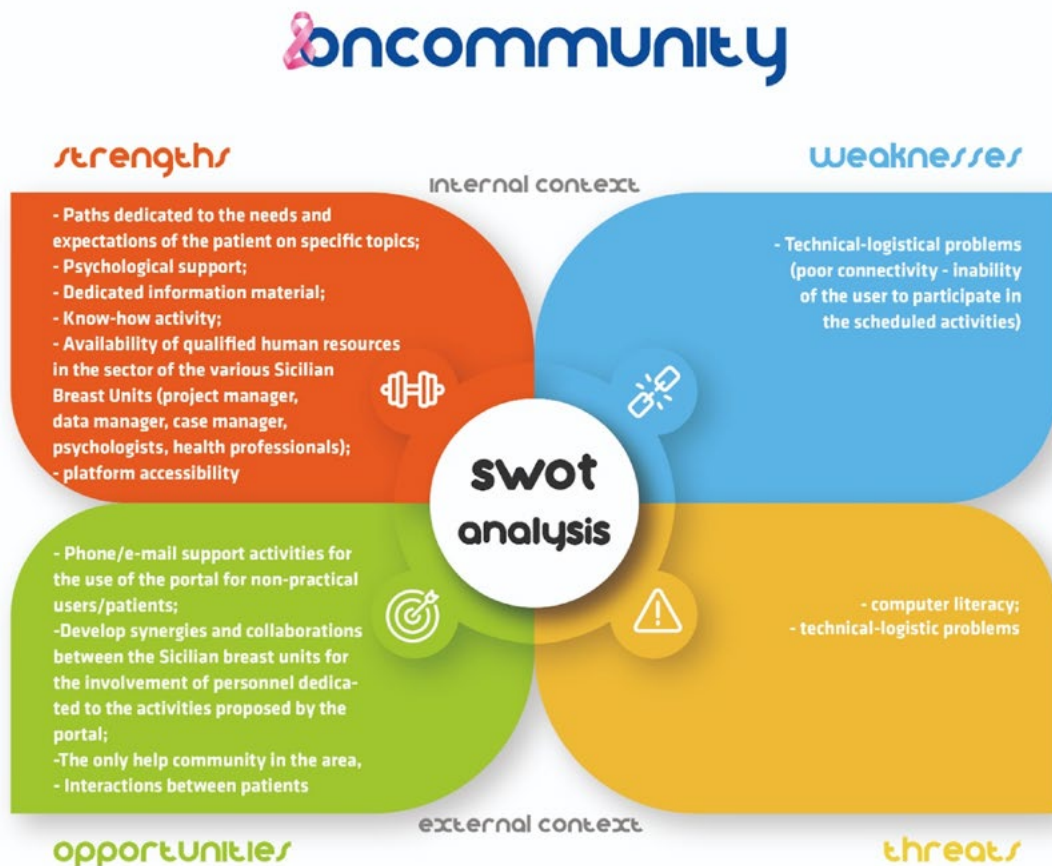 oncommunity
strengths
weaknesses
internal context
- Paths dedicated to the needs and
expectations of the patient on specific topics;
- Psychological support;
- Dedicated information material;
- Know-how activity;
- Availability of qualified human resources
in the sector of the various Sicilian
Breast Units (project manager,
data manager, case manager,
psychologists, health professionals);
- platform accessibility
- Technical-logistical problems
(poor connectivity - inability
of the user to participate in
the scheduled activities)
swot
analysis
- Phone/e-mail support activities for
the use of the portal for non-practical
users/patients;
-Develop synergies and collaborations
between the Sicilian breast units for
the involvement of personnel dedica-
ted to the activities proposed by the
portal;
-The only help community in the area,
- Interactions between patients
- computer literacy;
- technical-logistic problems
external context
opportunities
threats